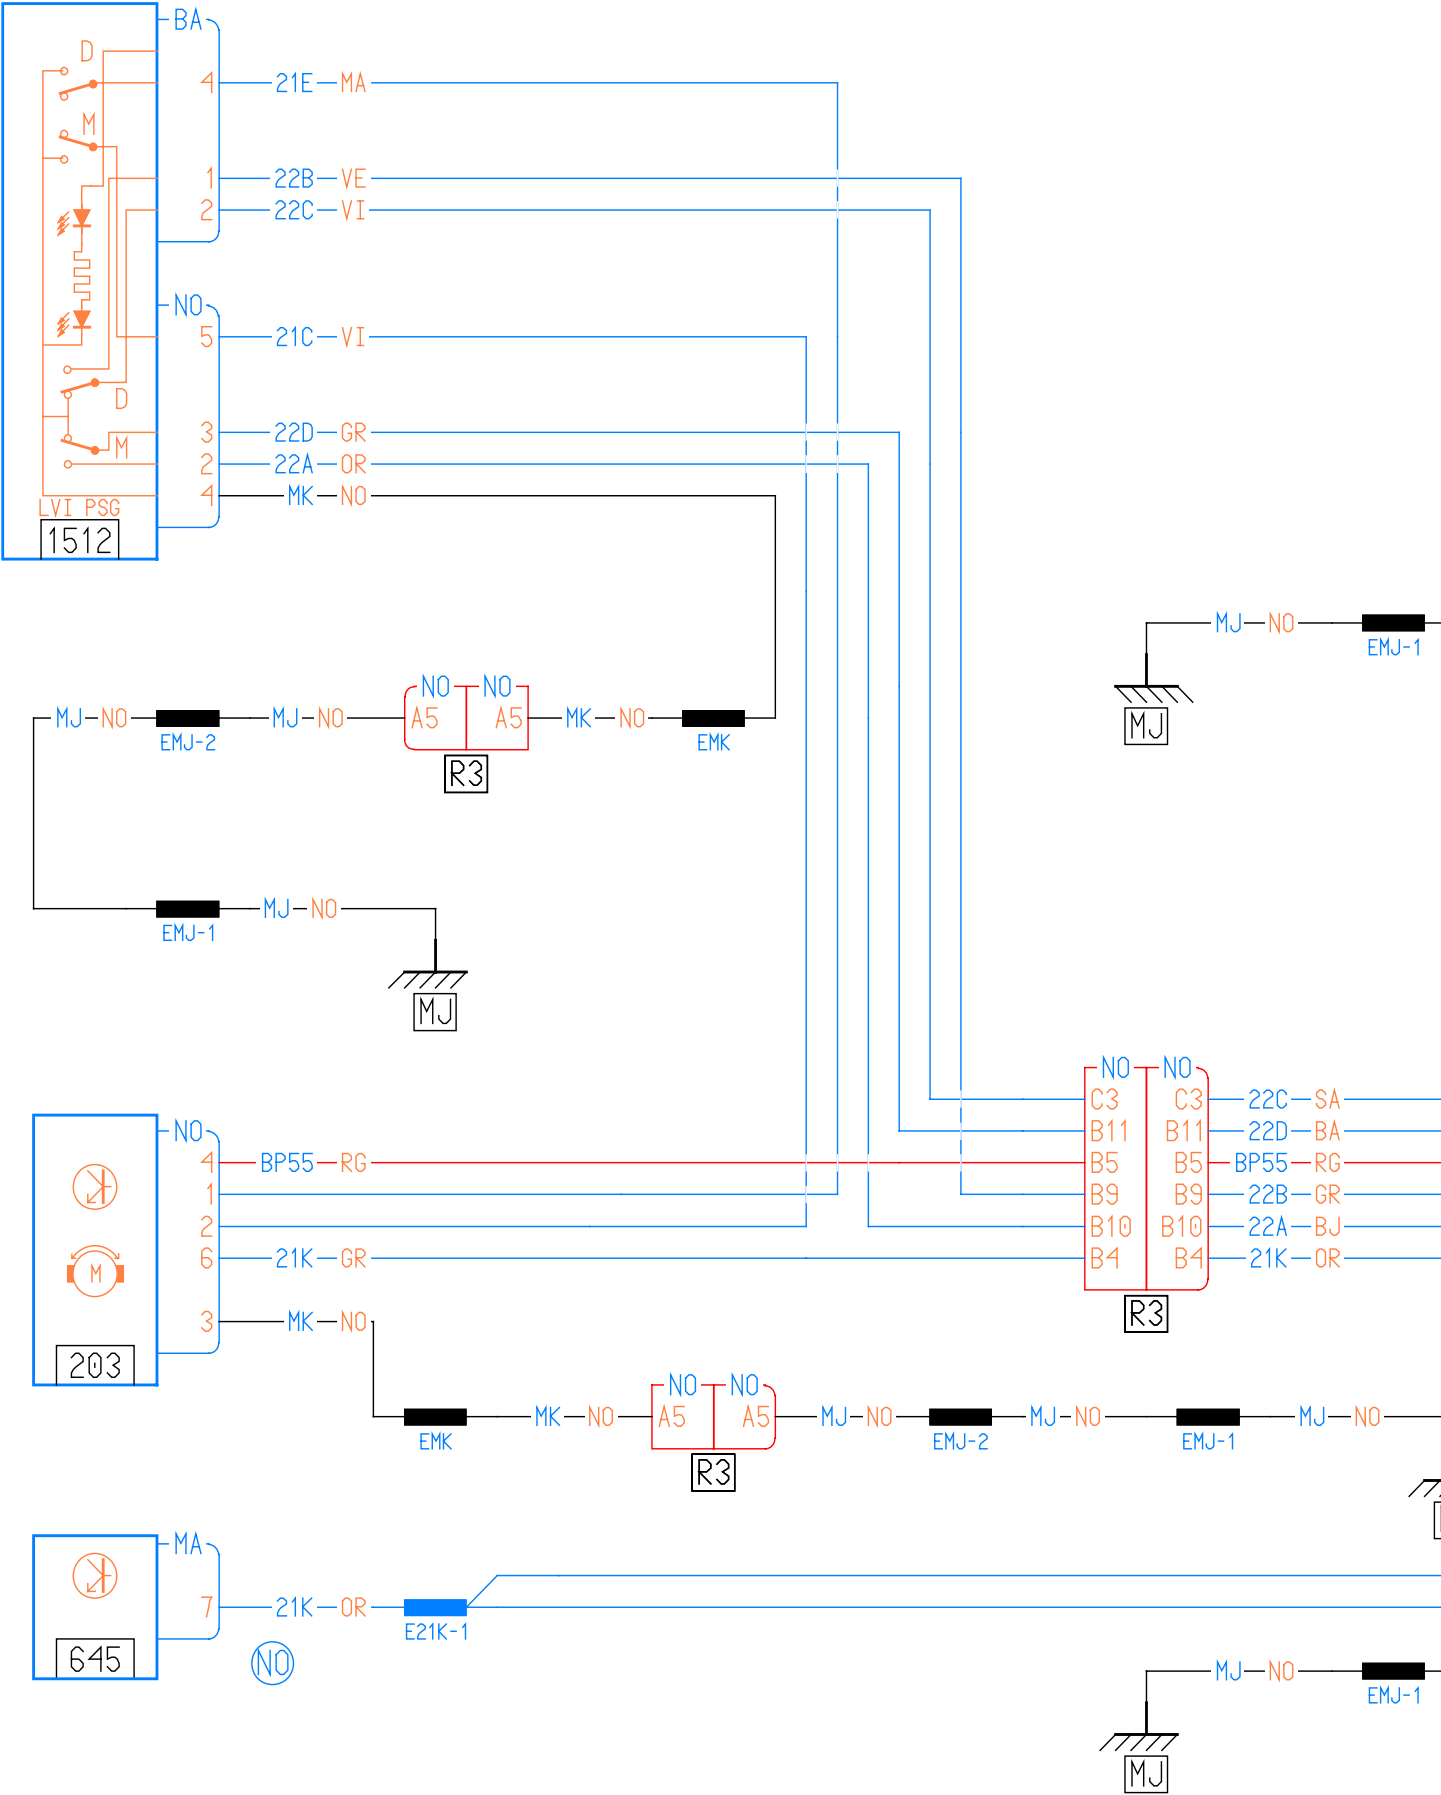 BA
D
4 21E MA
M
1 22B VE
2 22C VI
NO
5 21C VI
D
3 22D GR
M
2 22A OR
4 MK NO
LVI PSG
1512
MJ NO
EMJ-1
MJ
NO NO
MJ NO MJ NO A5 A5 MK NO
EMJ-2 EMK
R3
MJ NO
EMJ-1
MJ
NO NO
C3 C3 22C SA
NO B11 B11 22D BA
4 BP55 RG B5 B5 BP55 RG
1 B9 B9 22B GR
2 B10 B10 22A BJ
6 21K GR B4 B4 21K OR
M
R3
3 MK NO
203
NO NO
MK NO A5 A5 MJ NO MJ NO MJ NO
EMK EMJ-2 EMJ-1
R3
MA
7 21K OR
E21K-1
645
NO
MJ NO
EMJ-1
MJ